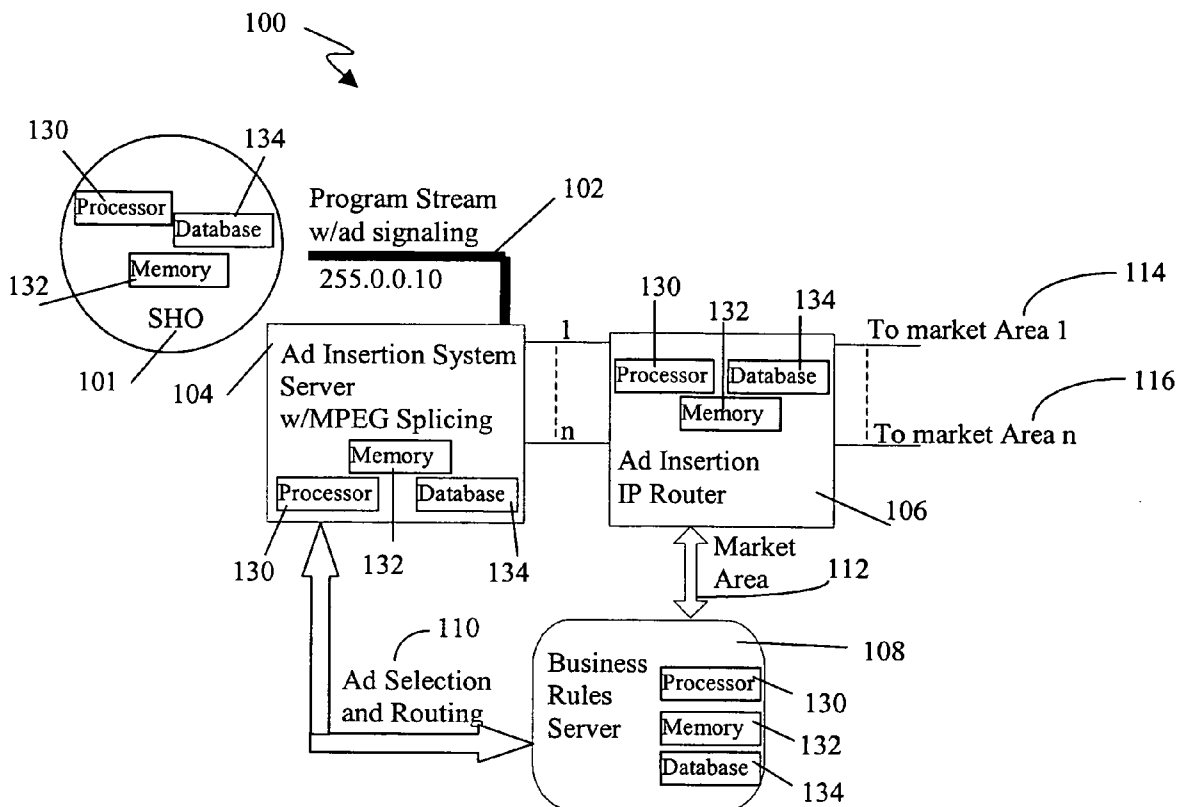 100
130
134
Processor
Database
Memory
132
SHO
101
Program Stream
w/ad signaling
102
255.0.0.10
104
Ad Insertion System
Server
w/MPEG Splicing
Memory
Processor
Database
130
132
134
1
n
130
132
134
Processor
Database
Memory
Ad Insertion
IP Router
106
To market Area 1
114
To market Area n
116
Market
Area
112
110
Ad Selection
and Routing
108
Business
Rules
Server
Processor
130
Memory
132
Database
134